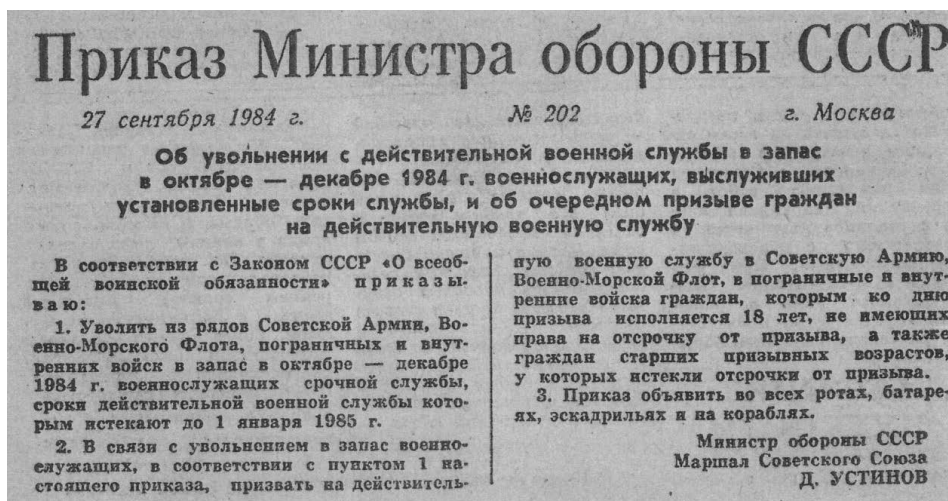 Приказ Министра обороны СССР
27 сентября 1984 г. № 202 г. Москва
Об увольнении с действительной военной службы в запас
в октябре — декабре 1984 г. военнослужащих, выслуживших
установленные сроки службы, и об очередном призыве граждан
на действительную военную службу
В соответствии с Законом СССР «О всеоб-
щей воинской обязанности» приказы-
ваю:
1. Уволить из рядов Советской Армии, Во-
енно-Морского Флота, пограничных и внут-
ренних войск в запас в октябре — декабре
1984 г. военнослужащих срочной службы,
сроки действительной военной службы кото-
рым истекают до 1 января 1985 г.
2. В связи с увольнением в запас военно-
служащих, в соответствии с пунктом 1 на-
стоящего приказа, призвать на действитель-
ную военную службу в Советскую Армию,
Военно-Морской Флот, в пограничные и внут-
ренние войска граждан, которым ко дню
призыва исполняется 18 лет, не имеющих
права на отсрочку от призыва, а также
граждан старших призывных возрастов,
у которых истекли отсрочки от призыва.
3. Приказ объявить во всех ротах, батаре-
ях, эскадрильях и на кораблях.
Министр обороны СССР
Маршал Советского Союза
Д. УСТИНОВ